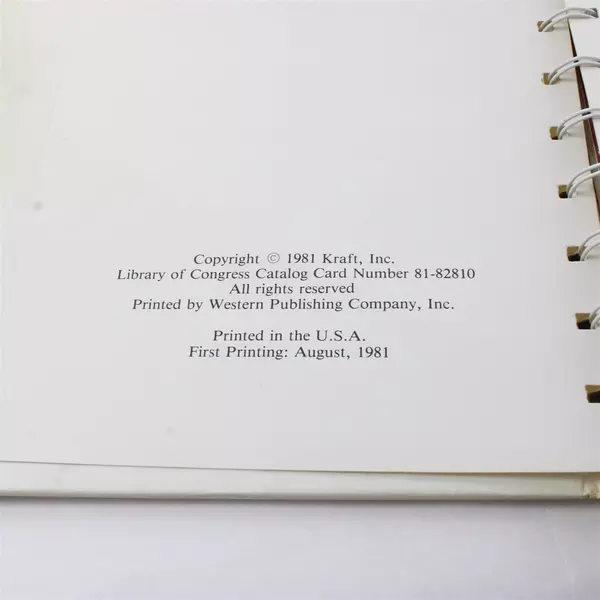 Copyright © 1981 Kraft, Inc.
Library of Congress Catalog Card Number 81-82810
All rights reserved
Printed by Western Publishing Company, Inc.
Printed in the U.S.A.
First Printing: August, 1981